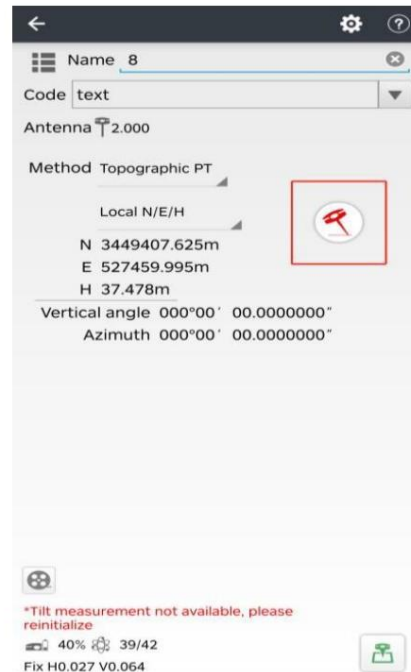 Name 8
Code text
Antenna 2.000
Method Topographic PT
Local N/E/H
N 3449407.625m
E 527459.995m
H 37.478m
Vertical angle 000°00′ 00.0000000″
Azimuth 000°00′ 00.0000000″
*Tilt measurement not available, please
reinitialize
40% 39/42
Fix H0.027 V0.064